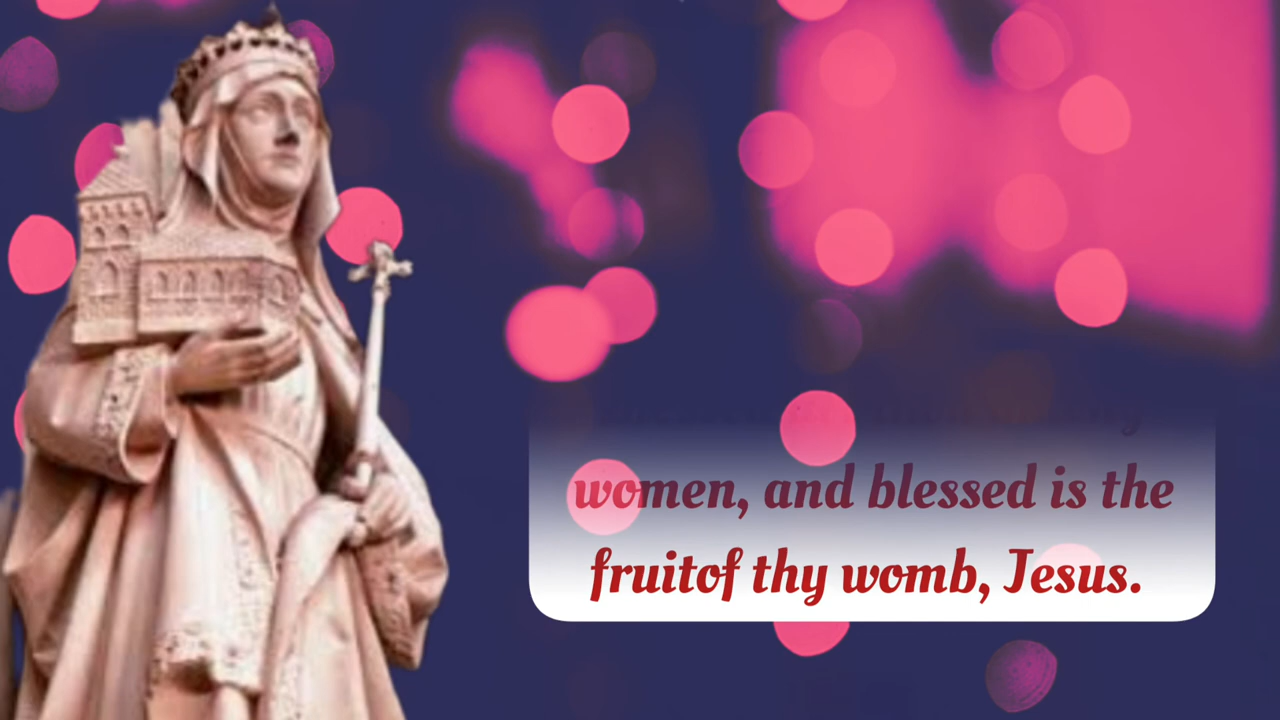 women, and blessed is the
fruitof thy womb, Jesus.